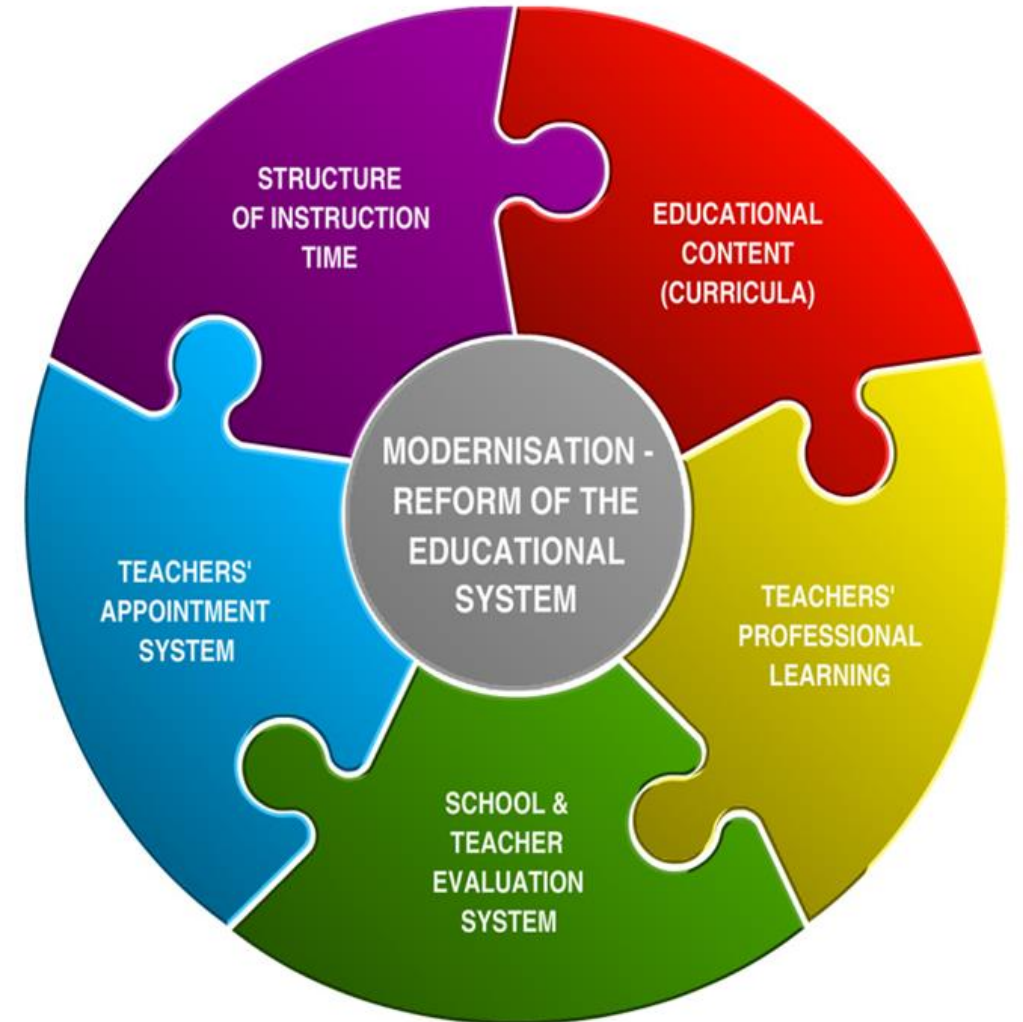 STRUCTURE
OF INSTRUCTION
TIME
EDUCATIONAL
CONTENT
(CURRICULA)
MODERNISATION -
REFORM OF THE
EDUCATIONAL
SYSTEM
TEACHERS'
APPOINTMENT
SYSTEM
TEACHERS'
PROFESSIONAL
LEARNING
SCHOOL &
TEACHER
EVALUATION
SYSTEM